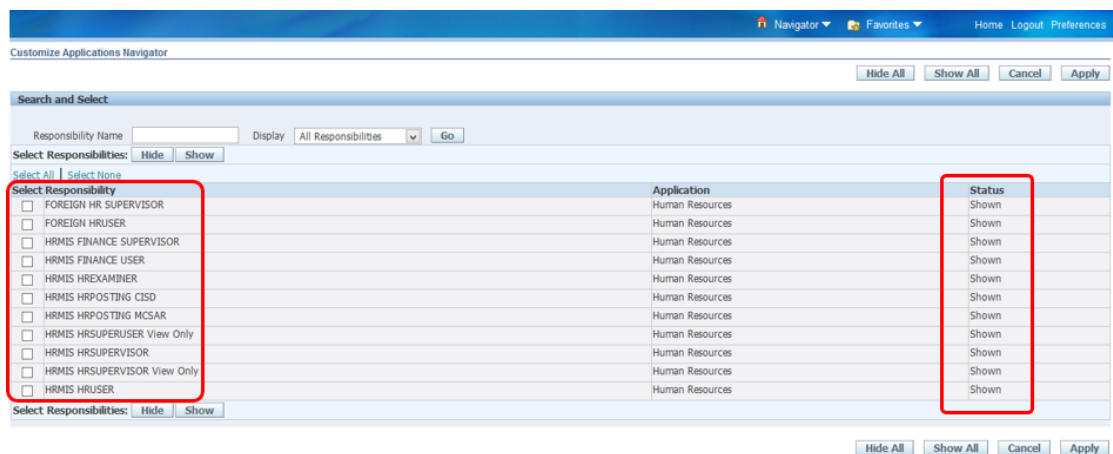 Navigator Favorites Home Logout Preferences
Customize Applications Navigator
Hide All Show All Cancel Apply
Search and Select
Responsibility Name Display All Responsibilities Go
Select Responsibilities: Hide Show
Select All | Select None
Select Responsibility Application Status
FOREIGN HR SUPERVISOR Human Resources Shown
FOREIGN HRUSER Human Resources Shown
HRMIS FINANCE SUPERVISOR Human Resources Shown
HRMIS FINANCE USER Human Resources Shown
HRMIS HREXAMINER Human Resources Shown
HRMIS HRPOSTING CISD Human Resources Shown
HRMIS HRPOSTING MCSAR Human Resources Shown
HRMIS HRSUPERUSER View Only Human Resources Shown
HRMIS HRSUPERVISOR Human Resources Shown
HRMIS HRSUPERVISOR View Only Human Resources Shown
HRMIS HRUSER Human Resources Shown
Select Responsibilities: Hide Show
Hide All Show All Cancel Apply